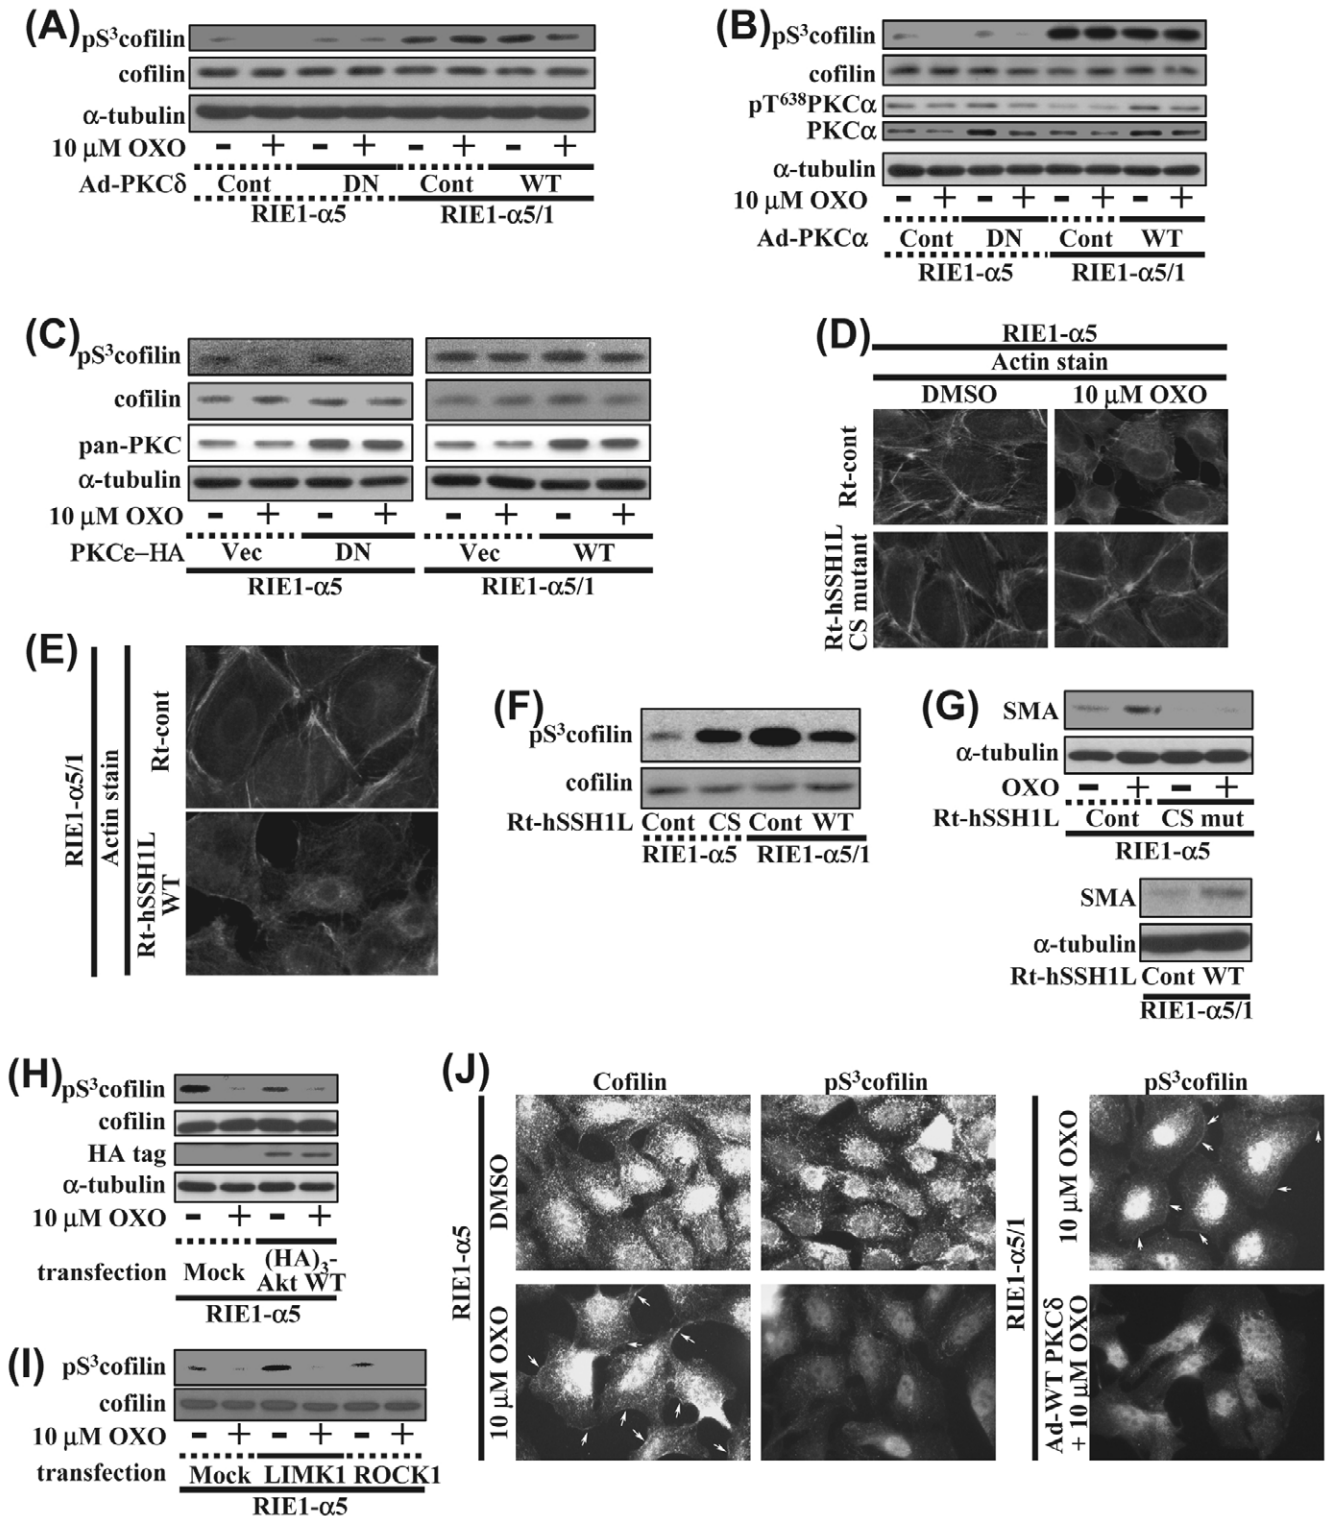 (A)
pS³cofilin
cofilin
α-tubulin
10 µM OXO - + - + - + - +
Ad-PKCδ Cont DN Cont WT
RIE1-α5 RIE1-α5/1
(B)
pS³cofilin
cofilin
pT⁶³⁸PKCα
PKCα
α-tubulin
10 µM OXO - + - + - + - +
Ad-PKCα Cont DN Cont WT
RIE1-α5 RIE1-α5/1
(C)
pS³cofilin
cofilin
pan-PKC
α-tubulin
10 µM OXO - + - + - + - +
PKCε–HA Vec DN Vec WT
RIE1-α5 RIE1-α5/1
(D)
RIE1-α5
Actin stain
DMSO 10 µM OXO
Rt-cont
Rt-hSSH1L
CS mutant
(E)
RIE1-α5/1
Actin stain
Rt-cont
Rt-hSSH1L
WT
(F)
pS³cofilin
cofilin
Rt-hSSH1L Cont CS Cont WT
RIE1-α5 RIE1-α5/1
(G)
SMA
α-tubulin
OXO - + - +
Rt-hSSH1L Cont CS mut
RIE1-α5
SMA
α-tubulin
Rt-hSSH1L Cont WT
RIE1-α5/1
(H)
pS³cofilin
cofilin
HA tag
α-tubulin
10 µM OXO - + - +
transfection Mock (HA)₃-
Akt WT
RIE1-α5
(I)
pS³cofilin
cofilin
10 µM OXO - + - + - +
transfection Mock LIMK1 ROCK1
RIE1-α5
(J)
Cofilin pS³cofilin pS³cofilin
RIE1-α5
DMSO
10 µM OXO
RIE1-α5/1
10 µM OXO
Ad-WT PKCδ
+ 10 µM OXO